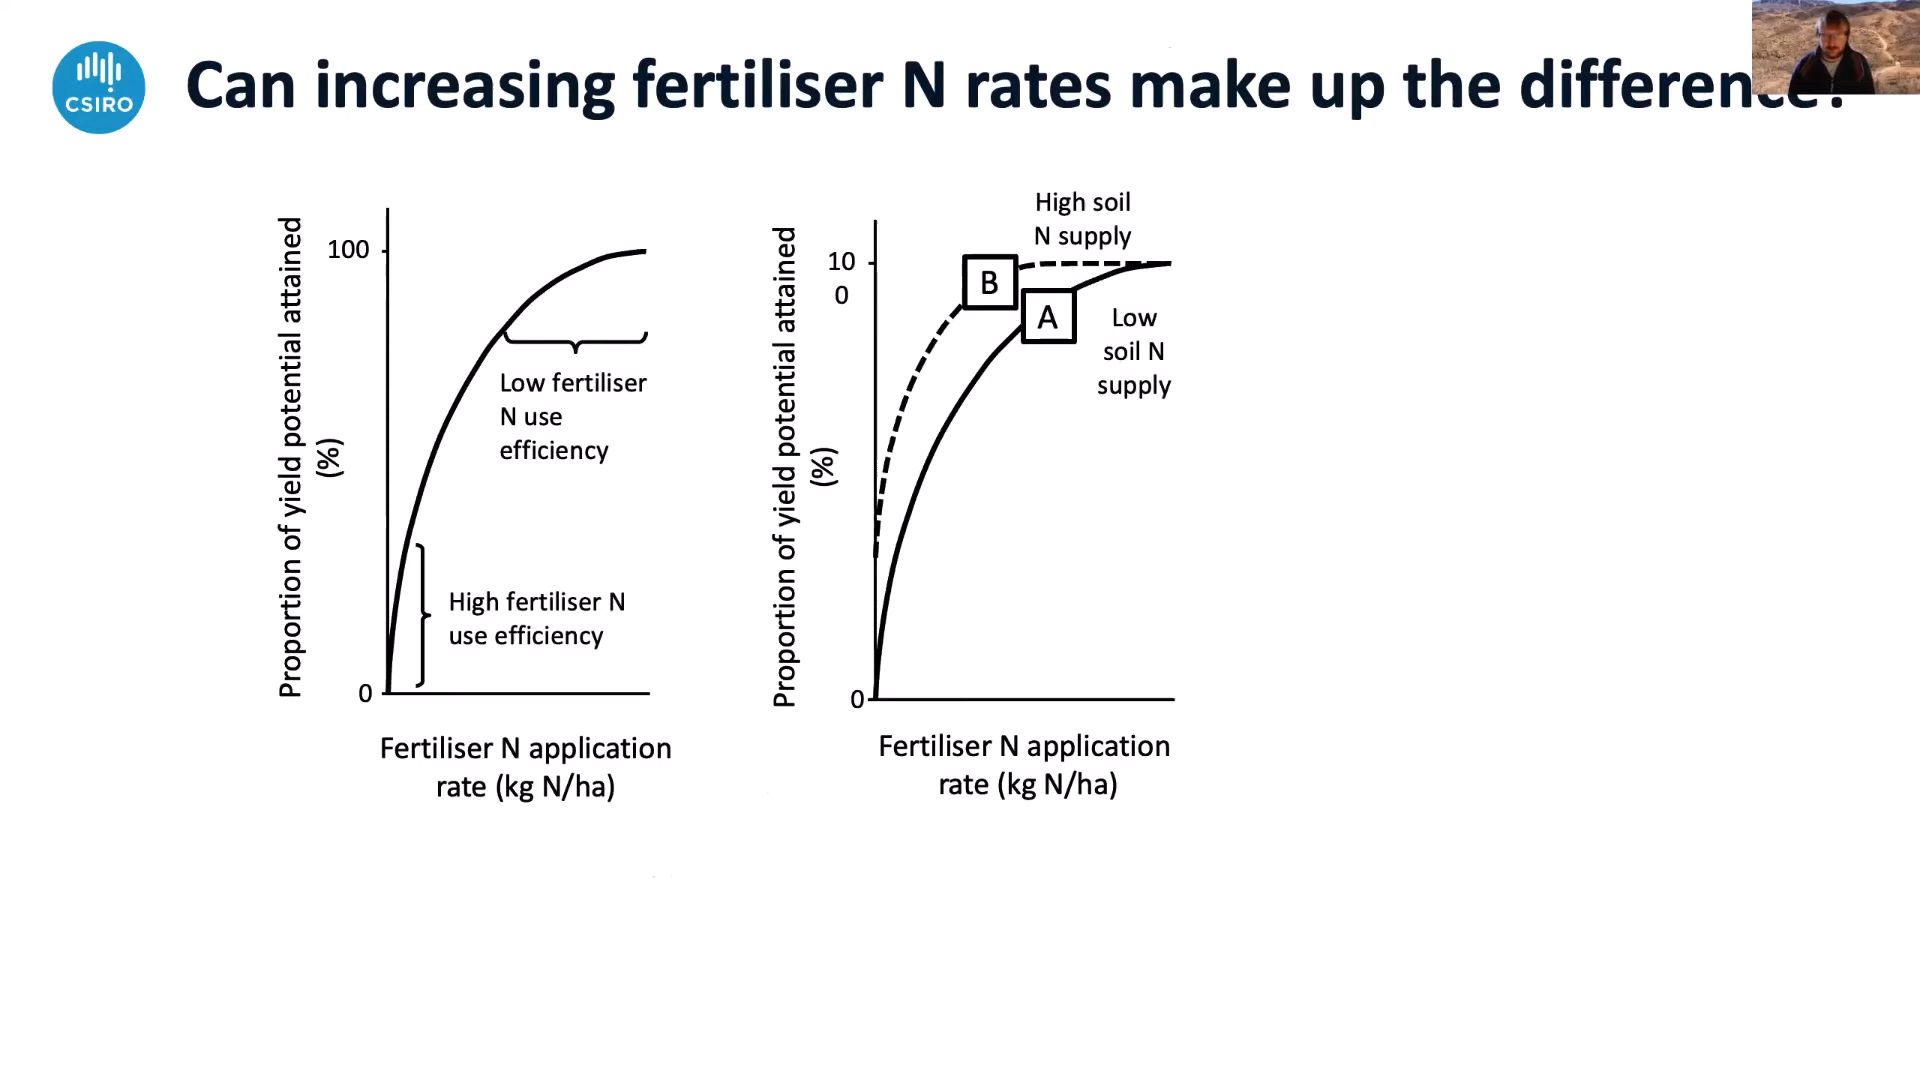 CSIRO
Can increasing fertiliser N rates make up the difference?
Proportion of yield potential attained
(%)
100
0
Low fertiliser
N use
efficiency
High fertiliser N
use efficiency
Fertiliser N application
rate (kg N/ha)
Proportion of yield potential attained
(%)
10
0
0
High soil
N supply
B
A
Low
soil N
supply
Fertiliser N application
rate (kg N/ha)